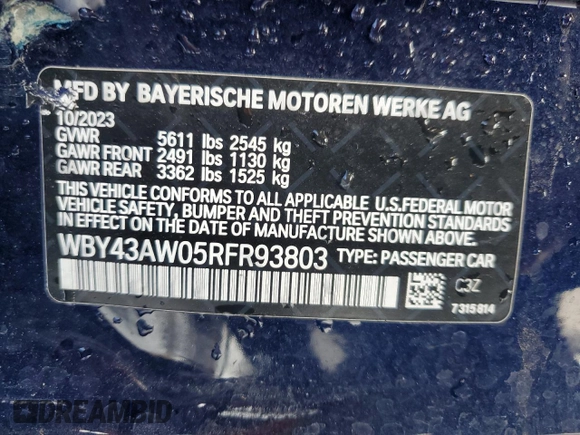 MFD BY BAYERISCHE MOTOREN WERKE AG
10/2023
GVWR 5611 lbs 2545 kg
GAWR FRONT 2491 lbs 1130 kg
GAWR REAR 3362 lbs 1525 kg
THIS VEHICLE CONFORMS TO ALL APPLICABLE U.S. FEDERAL MOTOR
VEHICLE SAFETY, BUMPER AND THEFT PREVENTION STANDARDS
IN EFFECT ON THE DATE OF MANUFACTURE SHOWN ABOVE.
WBY43AW05RFR93803 TYPE: PASSENGER CAR
C3Z
7315814
DREAMBID